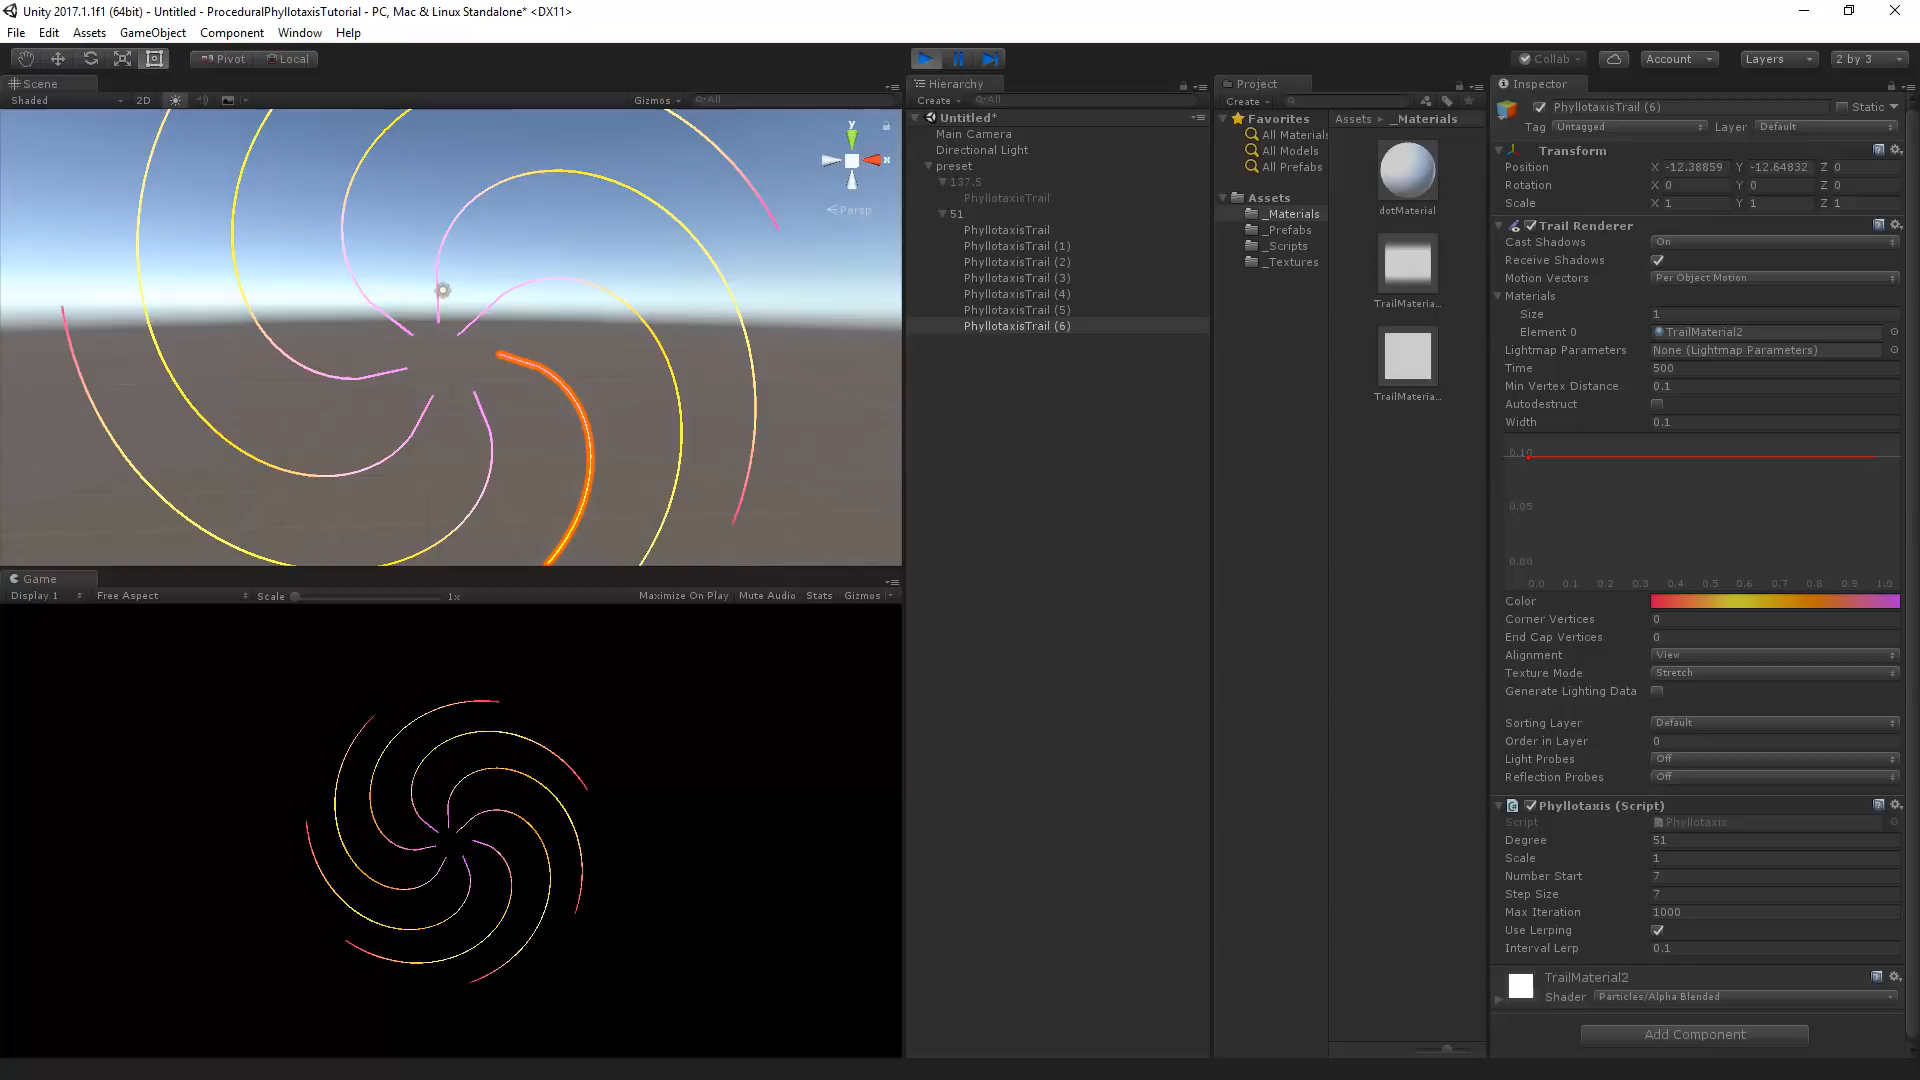 Unity 2017.1.1f1 (64bit) - Untitled - ProceduralPhyllotaxisTutorial - PC, Mac & Linux Standalone* <DX11>
File Edit Assets GameObject Component Window Help
Pivot Local Collab Account Layers 2 by 3
Scene
Shaded 2D Gizmos All
y
x
Persp
Game
Display 1 Free Aspect Scale 1x Maximize On Play Mute Audio Stats Gizmos
Hierarchy
Create All
Untitled*
Main Camera
Directional Light
preset
137.5
PhyllotaxisTrail
51
PhyllotaxisTrail
PhyllotaxisTrail (1)
PhyllotaxisTrail (2)
PhyllotaxisTrail (3)
PhyllotaxisTrail (4)
PhyllotaxisTrail (5)
PhyllotaxisTrail (6)
Project
Create
Favorites
All Materials
All Models
All Prefabs
Assets
_Materials
_Prefabs
_Scripts
_Textures
Assets _Materials
dotMaterial
TrailMateria...
TrailMateria...
Inspector
PhyllotaxisTrail (6) Static
Tag Untagged Layer Default
Transform
Position X -12.38859 Y -12.64832 Z 0
Rotation X 0 Y 0 Z 0
Scale X 1 Y 1 Z 1
Trail Renderer
Cast Shadows On
Receive Shadows
Motion Vectors Per Object Motion
Materials
Size 1
Element 0 TrailMaterial2
Lightmap Parameters None (Lightmap Parameters)
Time 500
Min Vertex Distance 0.1
Autodestruct
Width 0.1
0.10
0.05
0.00
0.0 0.1 0.2 0.3 0.4 0.5 0.6 0.7 0.8 0.9 1.0
Color
Corner Vertices 0
End Cap Vertices 0
Alignment View
Texture Mode Stretch
Generate Lighting Data
Sorting Layer Default
Order in Layer 0
Light Probes Off
Reflection Probes Off
Phyllotaxis (Script)
Script Phyllotaxis
Degree 51
Scale 1
Number Start 7
Step Size 7
Max Iteration 1000
Use Lerping
Interval Lerp 0.1
TrailMaterial2
Shader Particles/Alpha Blended
Add Component